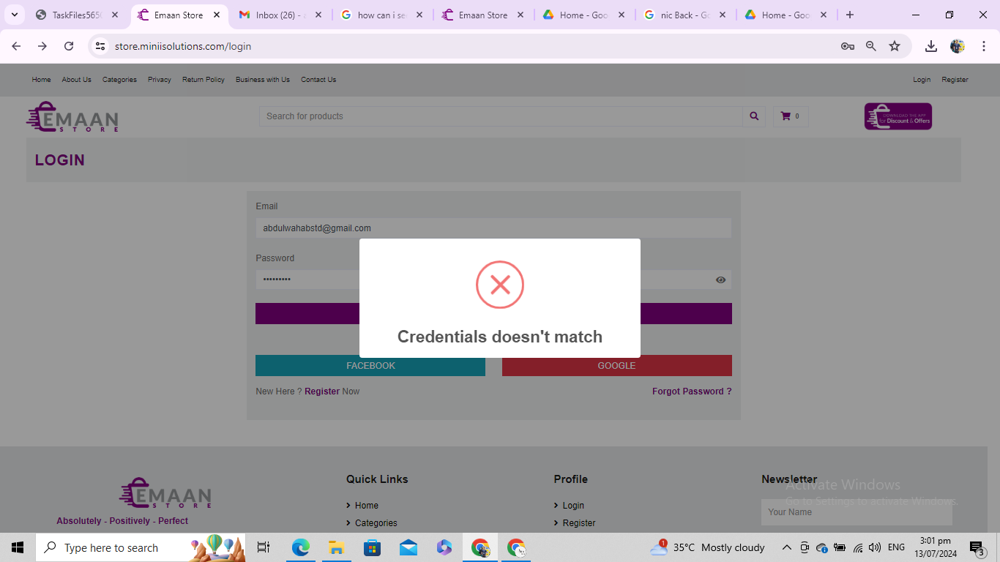 TaskFiles565
Emaan Store
Inbox (26) - a
how can i se
Emaan Store
Home - Goo
nic Back - Go
Home - Goo
store.miniisolutions.com/login
Home About Us Categories Privacy Return Policy Business with Us Contact Us Login Register
EMAAN
STORE
Search for products
0
DOWNLOAD THE APP
for Discount & Offers
LOGIN
Email
abdulwahabstd@gmail.com
Password
•••••••••
Credentials doesn't match
FACEBOOK GOOGLE
New Here ? Register Now Forgot Password ?
EMAAN
STORE
Absolutely - Positively - Perfect
Quick Links
Home
Categories
Profile
Login
Register
Newsletter
Your Name
Activate Windows
Go to Settings to activate Windows.
Type here to search
1
35°C Mostly cloudy
ENG
3:01 pm
13/07/2024
3